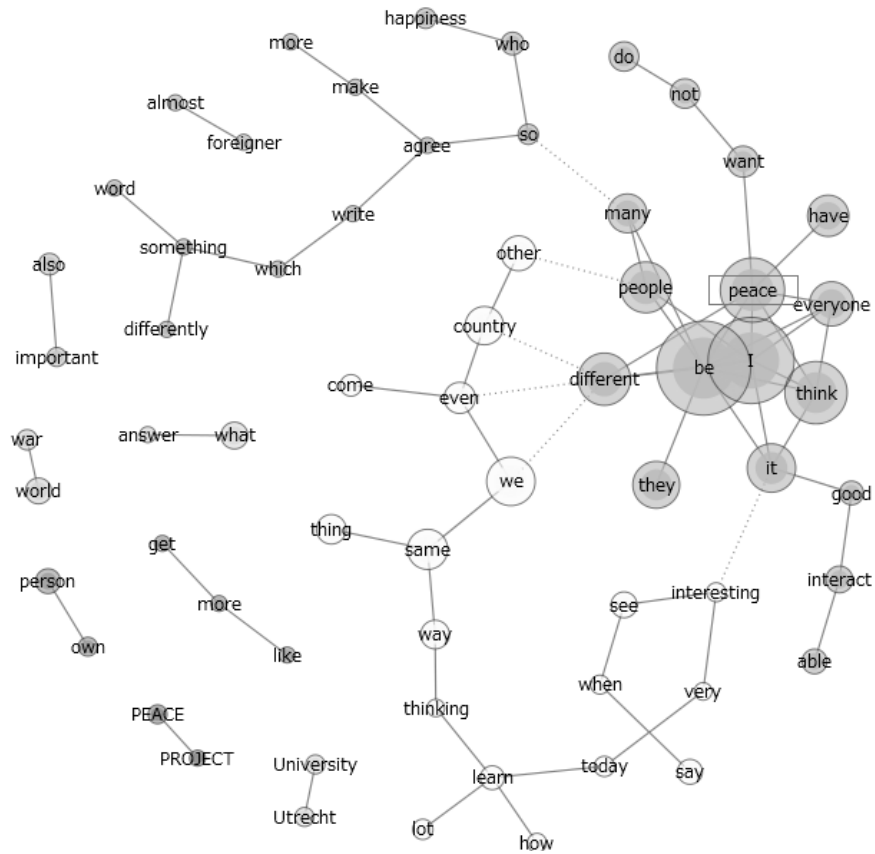 happiness
more
who
do
make
not
almost
foreigner
so
agree
want
word
write
many
have
something
other
also
which
people
peace
everyone
country
differently
important
be
I
different
come
think
even
war
answer
what
it
we
they
world
good
thing
get
same
person
interact
interesting
more
see
way
own
like
able
when
very
thinking
PEACE
PROJECT
University
today
say
learn
Utrecht
lot
how